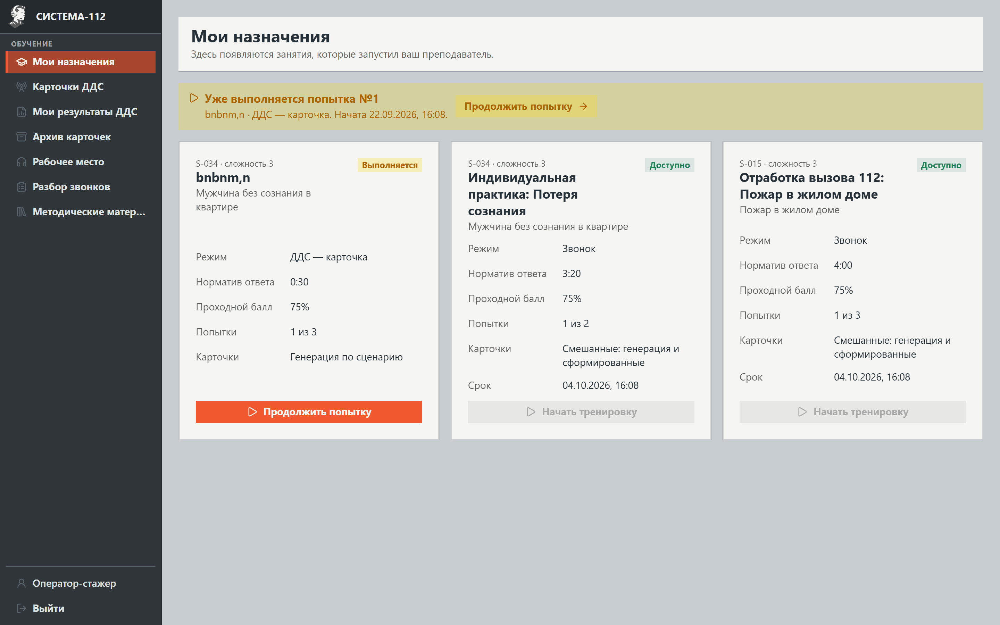 СИСТЕМА-112
ОБУЧЕНИЕ
Мои назначения
Карточки ДДС
Мои результаты ДДС
Архив карточек
Рабочее место
Разбор звонков
Методические матер...
Оператор-стажер
Выйти
Мои назначения
Здесь появляются занятия, которые запустил ваш преподаватель.
Уже выполняется попытка №1
bnbnm,n · ДДС — карточка. Начата 22.09.2026, 16:08.
Продолжить попытку
S-034 · сложность 3
Выполняется
bnbnm,n
Мужчина без сознания в
квартире
Режим ДДС — карточка
Норматив ответа 0:30
Проходной балл 75%
Попытки 1 из 3
Карточки Генерация по сценарию
Продолжить попытку
S-034 · сложность 3
Доступно
Индивидуальная
практика: Потеря
сознания
Мужчина без сознания в квартире
Режим Звонок
Норматив ответа 3:20
Проходной балл 75%
Попытки 1 из 2
Карточки Смешанные: генерация и
сформированные
Срок 04.10.2026, 16:08
Начать тренировку
S-015 · сложность 3
Доступно
Отработка вызова 112:
Пожар в жилом доме
Пожар в жилом доме
Режим Звонок
Норматив ответа 4:00
Проходной балл 75%
Попытки 1 из 3
Карточки Смешанные: генерация и
сформированные
Срок 04.10.2026, 16:08
Начать тренировку